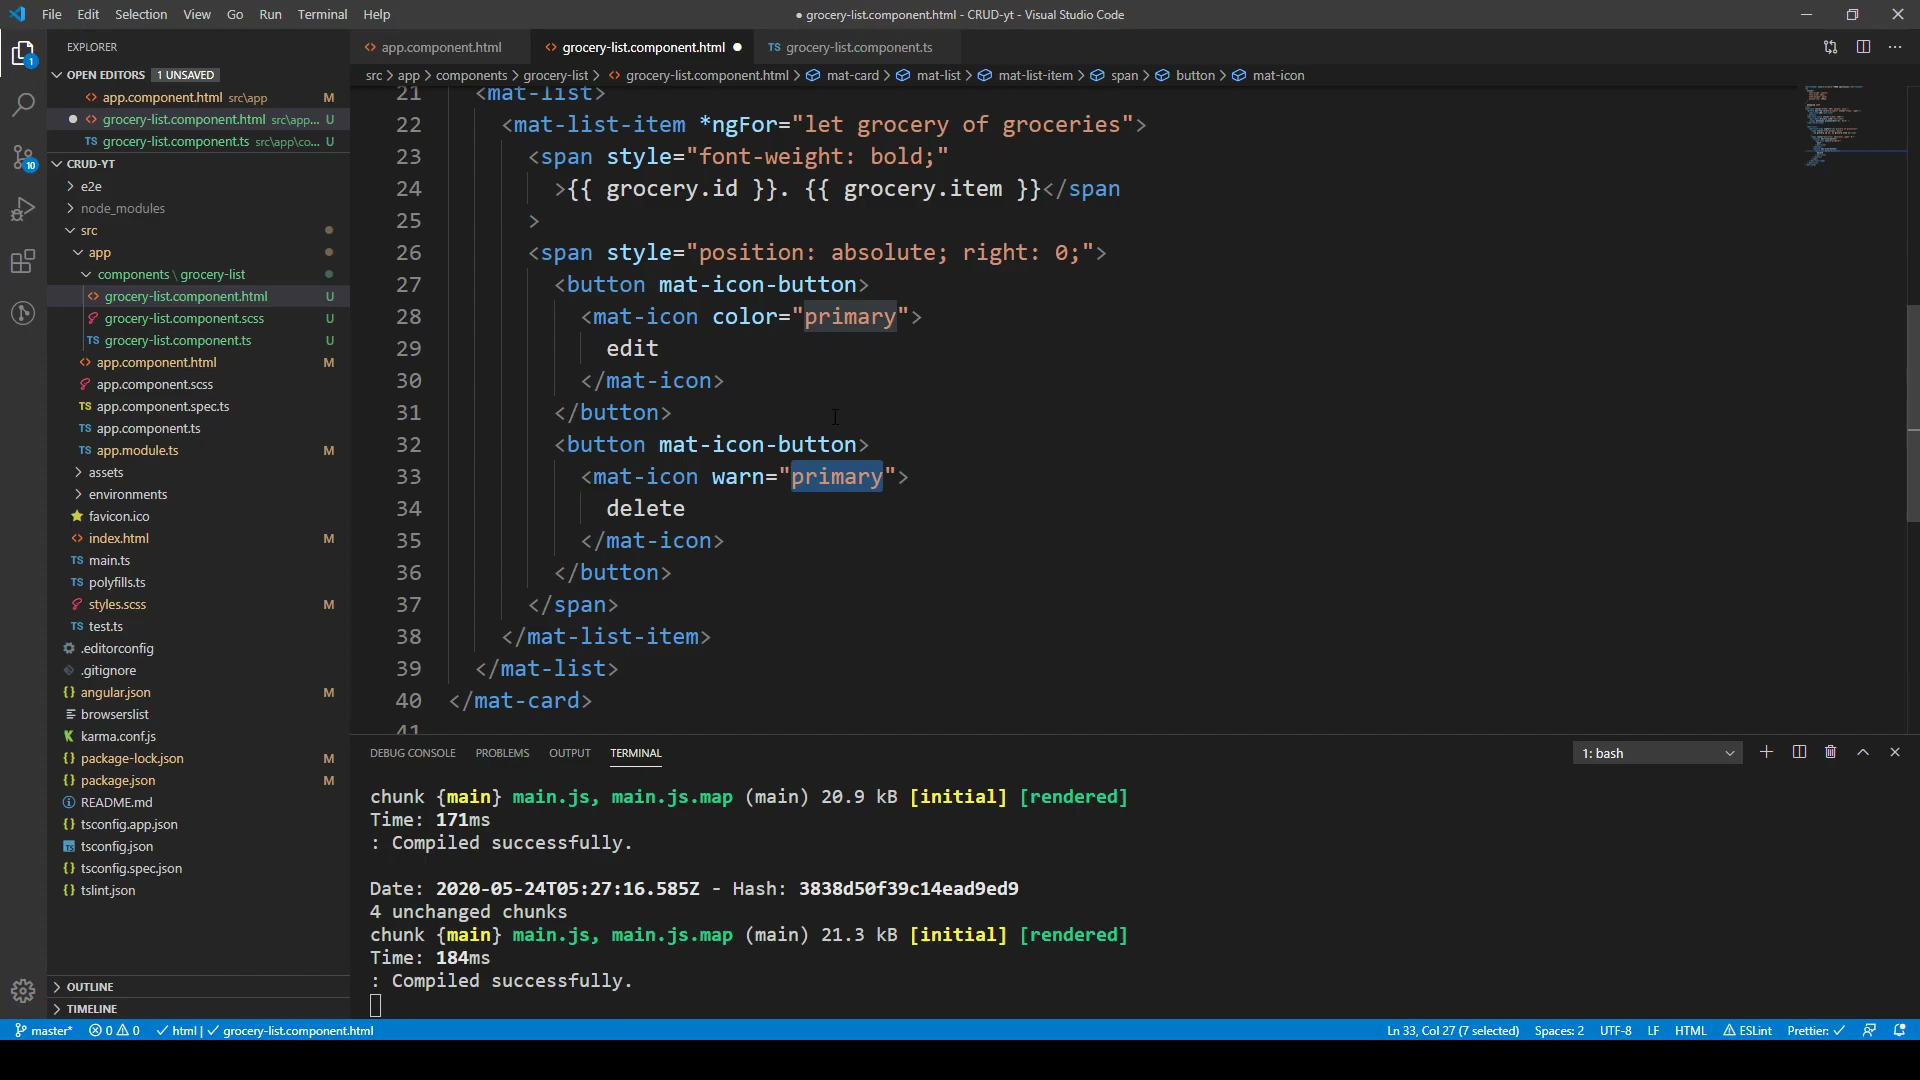 File Edit Selection View Go Run Terminal Help
● grocery-list.component.html - CRUD-yt - Visual Studio Code
EXPLORER
app.component.html
grocery-list.component.html
TS grocery-list.component.ts
OPEN EDITORS 1 UNSAVED
app.component.html src\app M
grocery-list.component.html src\app... U
TS grocery-list.component.ts src\app\co... U
src > app > components > grocery-list > grocery-list.component.html > mat-card > mat-list > mat-list-item > span > button > mat-icon
CRUD-YT
e2e
node_modules
src
app
components \ grocery-list
grocery-list.component.html U
grocery-list.component.scss U
TS grocery-list.component.ts U
app.component.html M
app.component.scss
TS app.component.spec.ts
TS app.component.ts
TS app.module.ts M
assets
environments
favicon.ico
index.html M
TS main.ts
TS polyfills.ts
styles.scss M
TS test.ts
.editorconfig
.gitignore
{} angular.json M
browserslist
karma.conf.js
{} package-lock.json M
{} package.json M
README.md
{} tsconfig.app.json
TS tsconfig.json
{} tsconfig.spec.json
{} tslint.json
OUTLINE
TIMELINE
1
10
21 <mat-list>
22 <mat-list-item *ngFor="let grocery of groceries">
23 <span style="font-weight: bold;"
24 >{{ grocery.id }}. {{ grocery.item }}</span
25 >
26 <span style="position: absolute; right: 0;">
27 <button mat-icon-button>
28 <mat-icon color="primary">
29 edit
30 </mat-icon>
31 </button>
32 <button mat-icon-button>
33 <mat-icon warn="primary">
34 delete
35 </mat-icon>
36 </button>
37 </span>
38 </mat-list-item>
39 </mat-list>
40 </mat-card>
41
DEBUG CONSOLE PROBLEMS OUTPUT TERMINAL
1: bash
chunk {main} main.js, main.js.map (main) 20.9 kB [initial] [rendered]
Time: 171ms
: Compiled successfully.
Date: 2020-05-24T05:27:16.585Z - Hash: 3838d50f39c14ead9ed9
4 unchanged chunks
chunk {main} main.js, main.js.map (main) 21.3 kB [initial] [rendered]
Time: 184ms
: Compiled successfully.
master* 0 0 html | grocery-list.component.html
Ln 33, Col 27 (7 selected) Spaces: 2 UTF-8 LF HTML ESLint Prettier: ✓